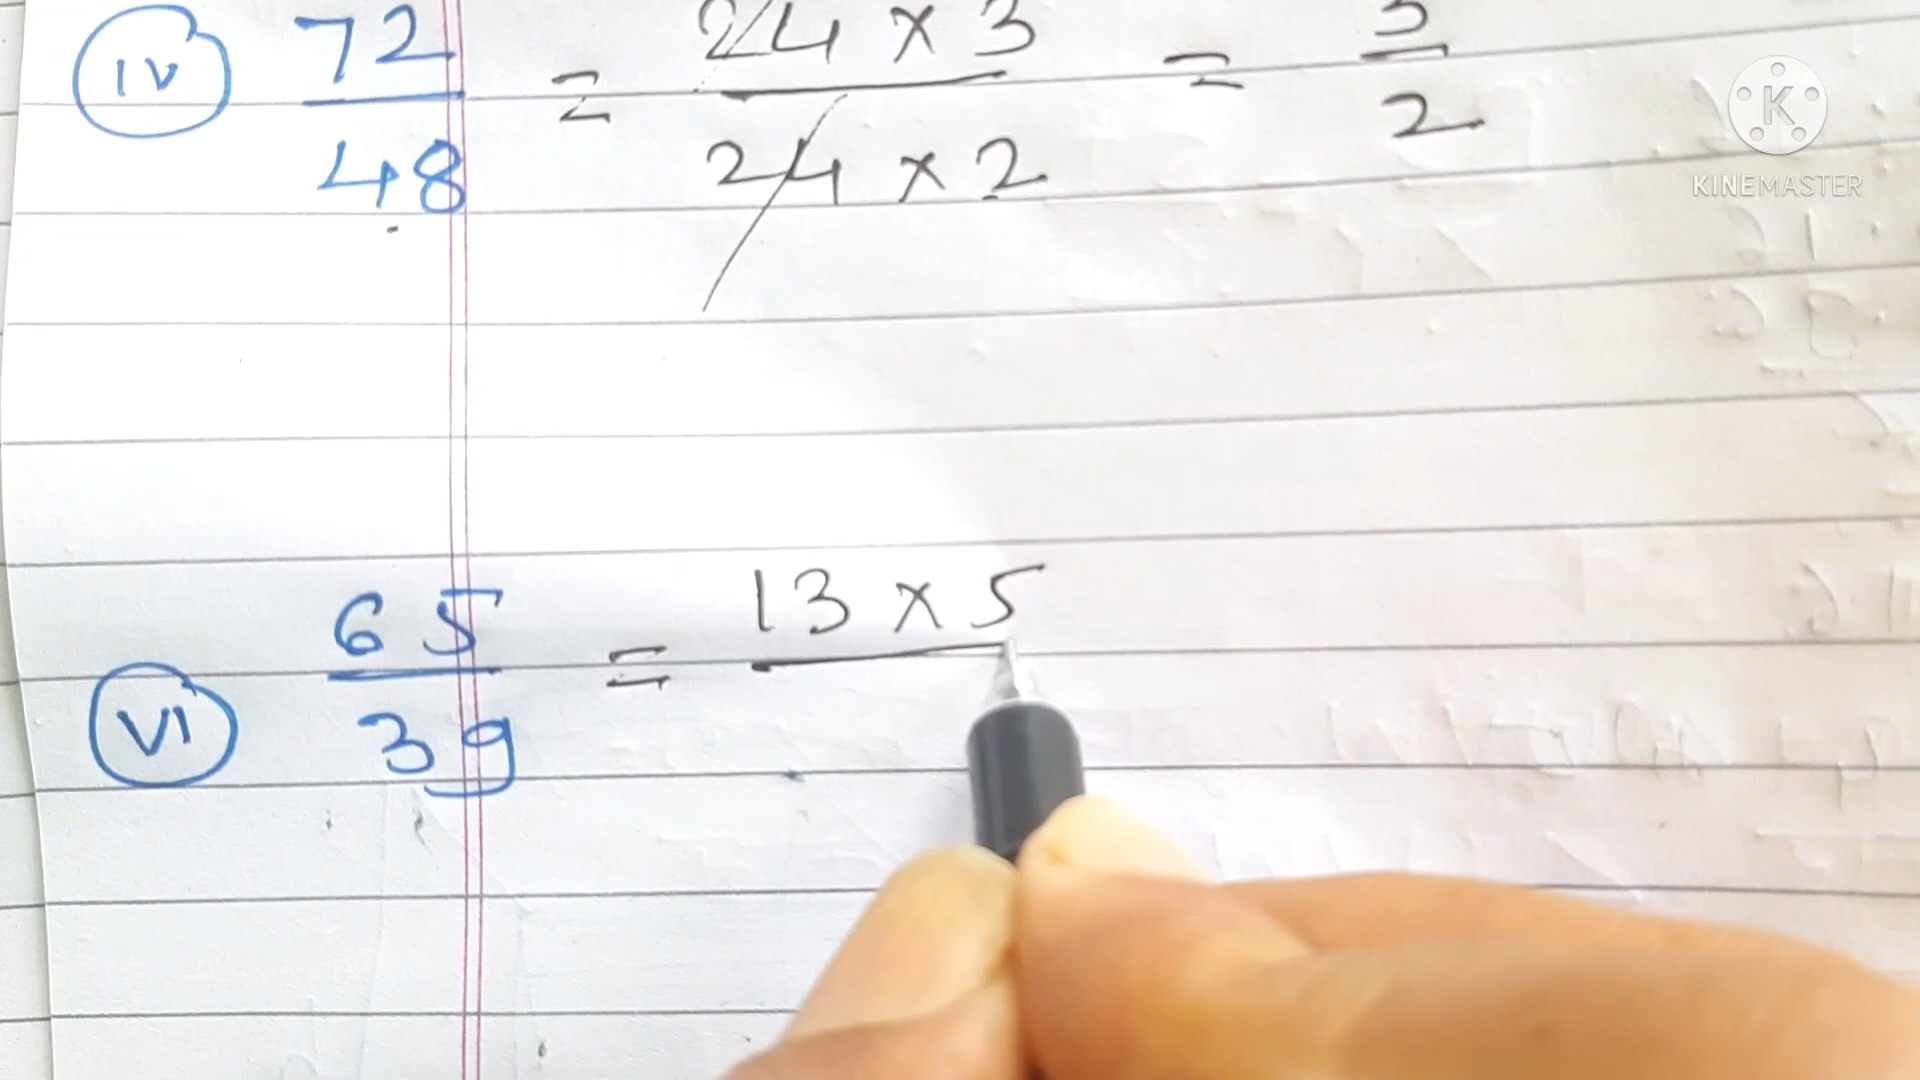 (iv) 72/48 = 24 × 3 / 24 × 2 = 3/2
K
KINEMASTER
(VI) 65/39 = 13 × 5